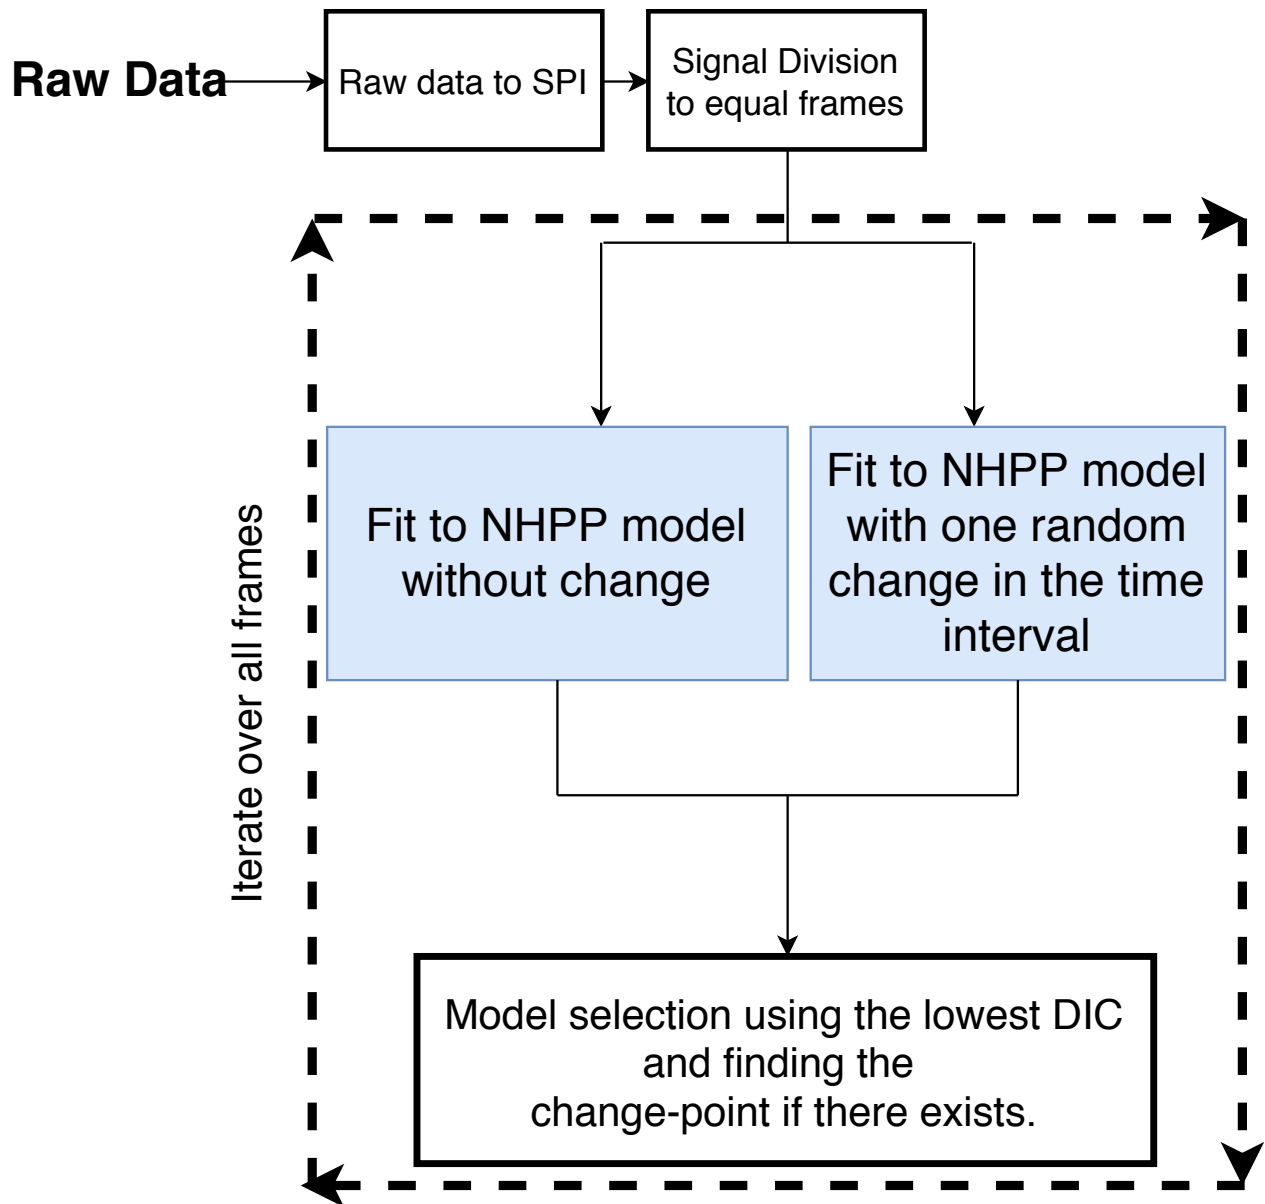 Raw Data
Raw data to SPI
Signal Division
to equal frames
Iterate over all frames
Fit to NHPP model
without change
Fit to NHPP model
with one random
change in the time
interval
Model selection using the lowest DIC
and finding the
change-point if there exists.